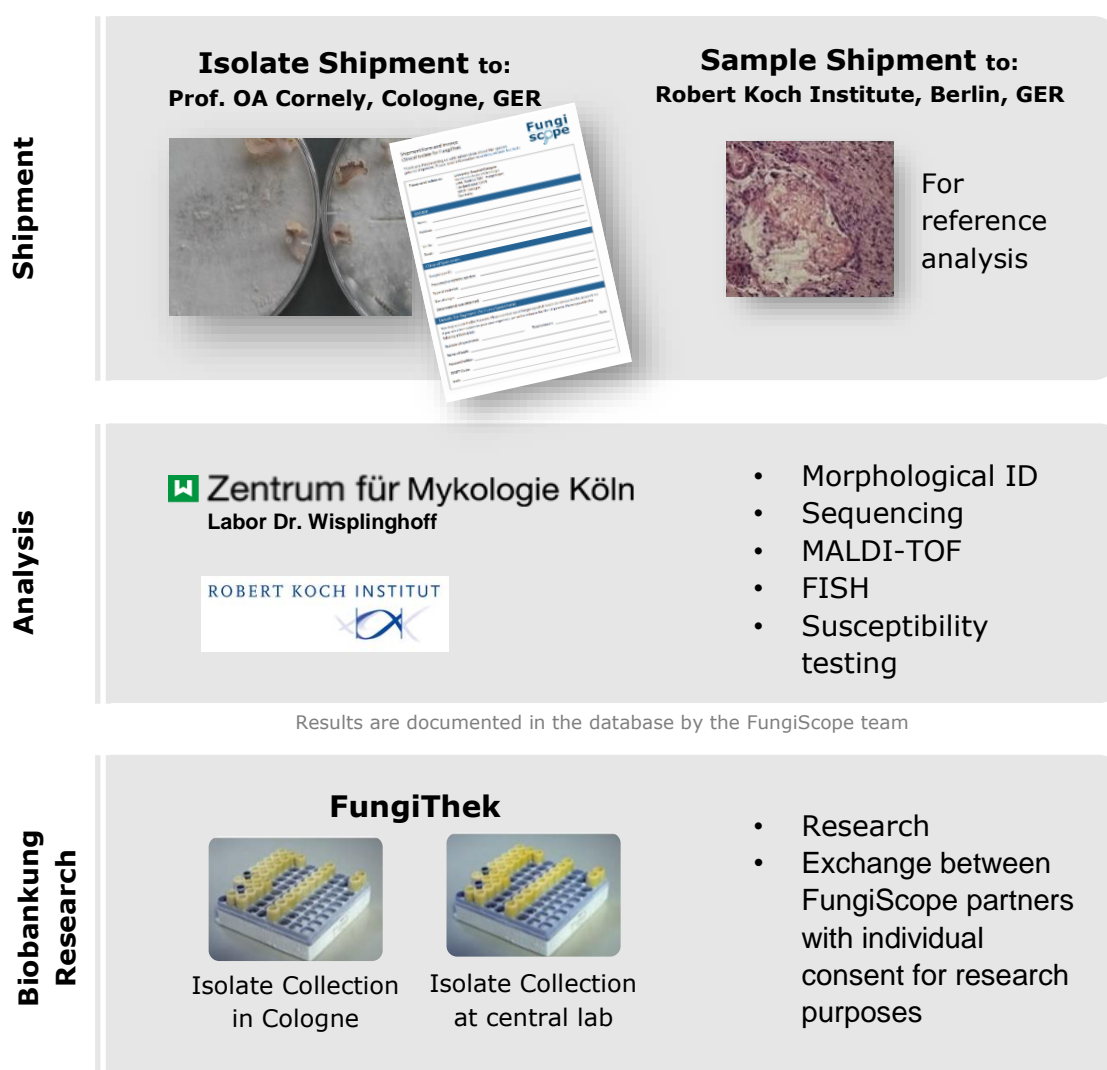 Shipment
Isolate Shipment to:
Prof. OA Cornely, Cologne, GER
Sample Shipment to:
Robert Koch Institute, Berlin, GER
Fungi
scope
For
reference
analysis
Analysis
Zentrum für Mykologie Köln
Labor Dr. Wisplinghoff
ROBERT KOCH INSTITUT
• Morphological ID
• Sequencing
• MALDI-TOF
• FISH
• Susceptibility
testing
Results are documented in the database by the FungiScope team
Biobankung
Research
FungiThek
Isolate Collection
in Cologne
Isolate Collection
at central lab
• Research
• Exchange between
FungiScope partners
with individual
consent for research
purposes